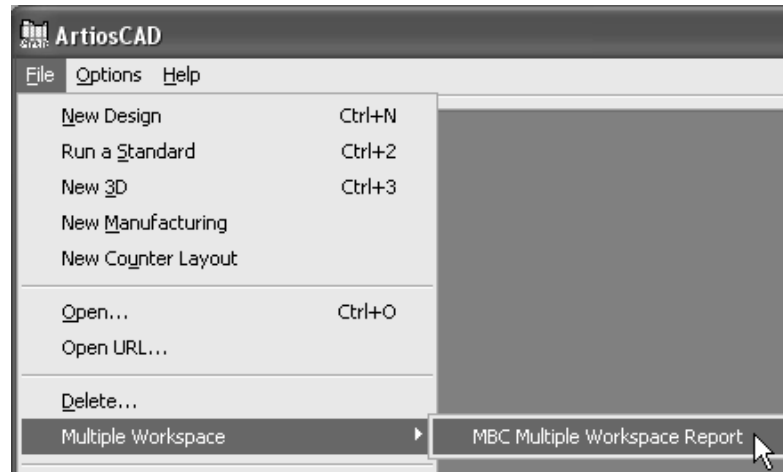 ArtiosCAD
File Options Help
New Design Ctrl+N
Run a Standard Ctrl+2
New 3D Ctrl+3
New Manufacturing
New Counter Layout
Open... Ctrl+O
Open URL...
Delete...
Multiple Workspace MBC Multiple Workspace Report